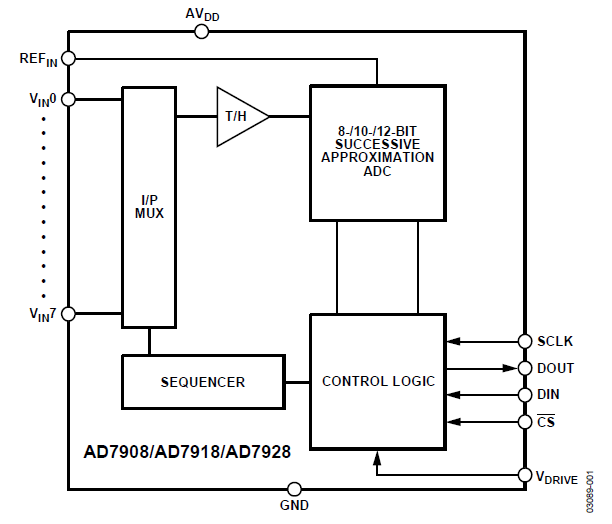 AVDD
REFIN
VIN0
T/H
8-/10-/12-BIT
SUCCESSIVE
APPROXIMATION
ADC
I/P
MUX
VIN7
SCLK
SEQUENCER
CONTROL LOGIC
DOUT
DIN
CS
AD7908/AD7918/AD7928
VDRIVE
GND
03089-001